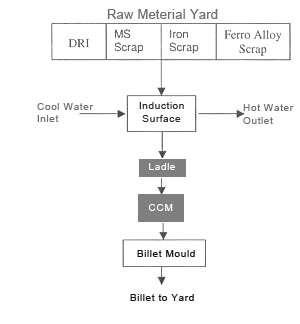 Raw Meterial Yard
DRI
MS
Scrap
Iron
Scrap
Ferro Alloy
Scrap
Cool Water
Inlet
Induction
Surface
Hot Water
Outlet
Ladle
CCM
Billet Mould
Billet to Yard